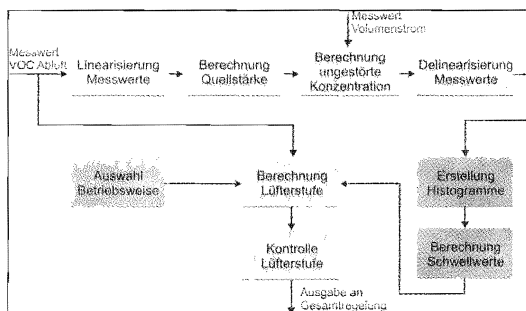 Messwert
Volumenstrom
Messwert
VOC Abluft
Linearisierung
Messwerte
Berechnung
Quellstärke
Berechnung
ungestörte
Konzentration
Delinearisierung
Messwerte
Auswahl
Betriebsweise
Berechnung
Lüfterstufe
Erstellung
Histogramme
Kontrolle
Lüfterstufe
Berechnung
Schwellwerte
Ausgabe an
Gesamtregelung